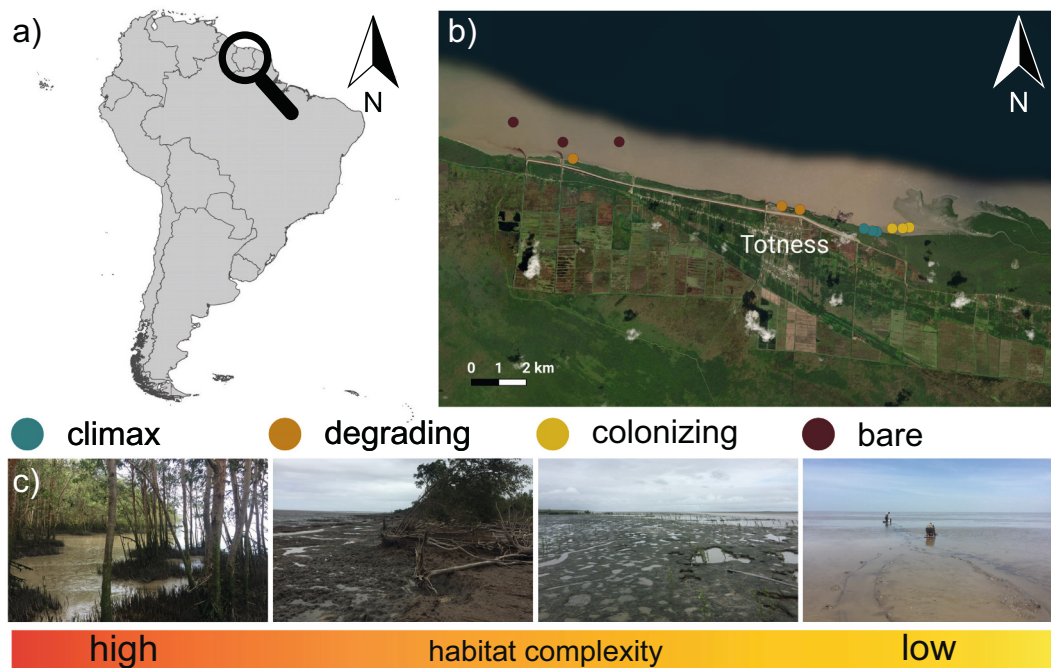 a)
N
b)
N
Totness
0 1 2 km
climax degrading colonizing bare
c)
high habitat complexity low